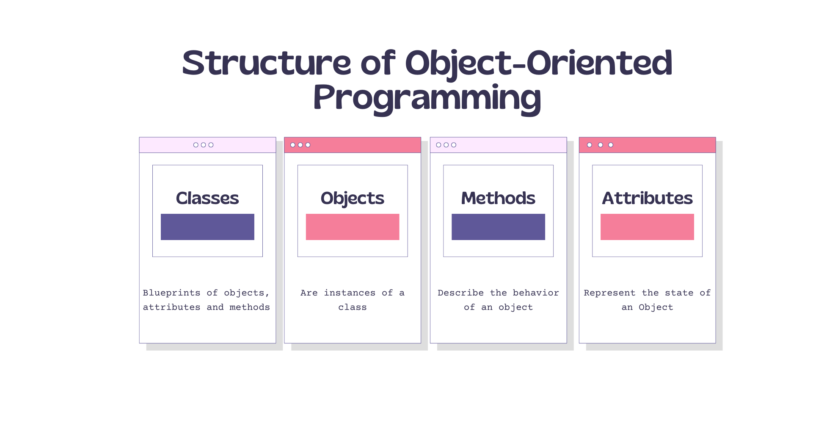 Structure of Object-Oriented
Programming
Classes
Blueprints of objects,
attributes and methods
Objects
Are instances of a
class
Methods
Describe the behavior
of an object
Attributes
Represent the state of
an Object